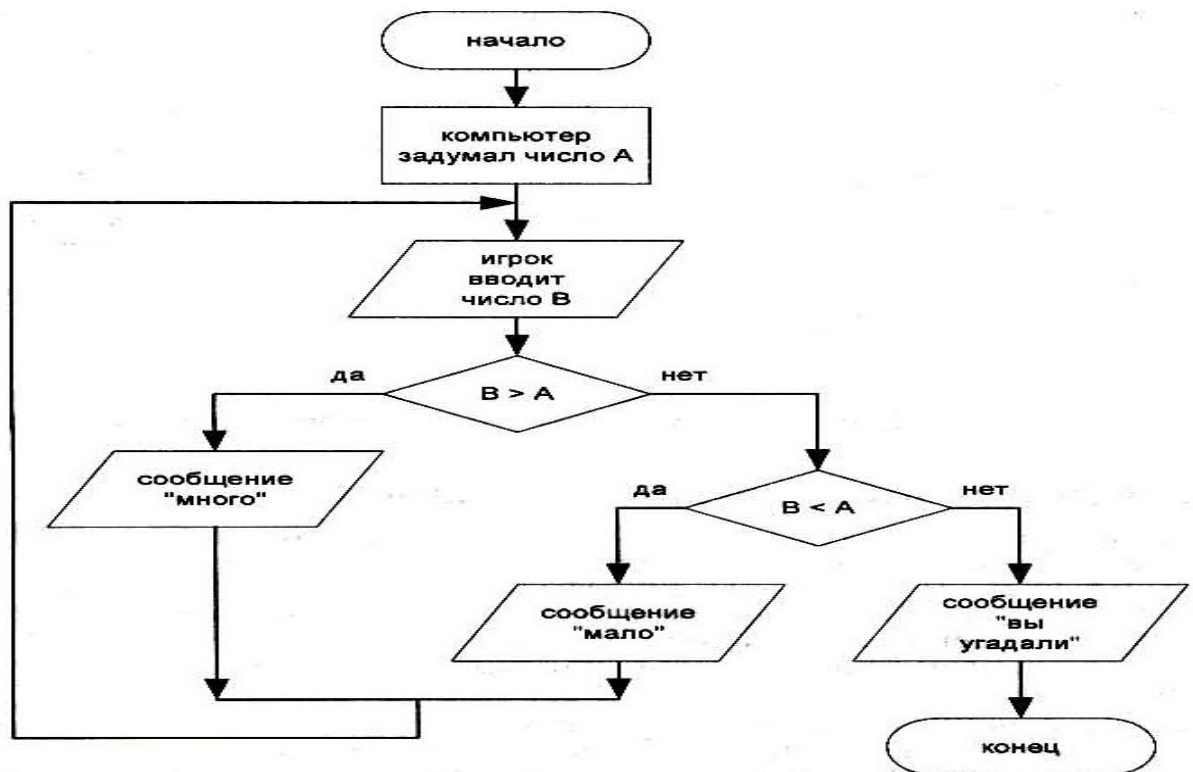 начало
компьютер
задумал число А
игрок
вводит
число В
да
В > А
нет
сообщение
"много"
да
В < А
нет
сообщение
"мало"
сообщение
"вы
угадали"
конец